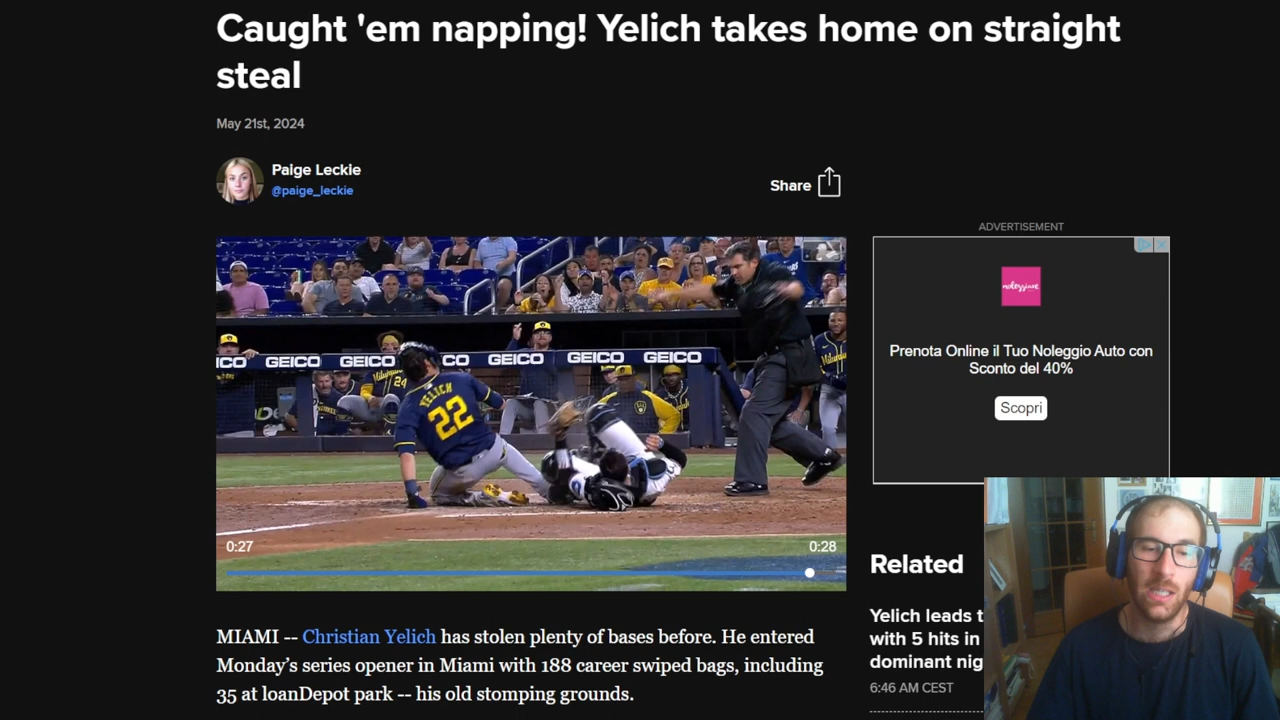 Caught 'em napping! Yelich takes home on straight
steal
May 21st, 2024
Paige Leckie
@paige_leckie
Share
ADVERTISEMENT
noleggiare
Prenota Online il Tuo Noleggio Auto con
Sconto del 40%
Scopri
ICO GEICO GEICO CO GEICO GEICO GEICO
24
YELICH
22
0:27
0:28
Related
Yelich leads t
with 5 hits in
dominant nig
6:46 AM CEST
MIAMI -- Christian Yelich has stolen plenty of bases before. He entered
Monday’s series opener in Miami with 188 career swiped bags, including
35 at loanDepot park -- his old stomping grounds.